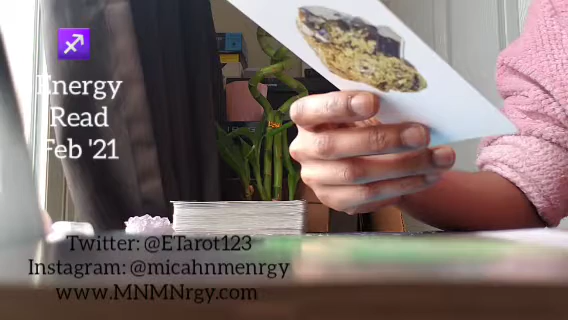 ♐
Energy
Read
Feb '21
Twitter: @ETarot123
Instagram: @micahnmenrgy
www.MNMNrgy.com